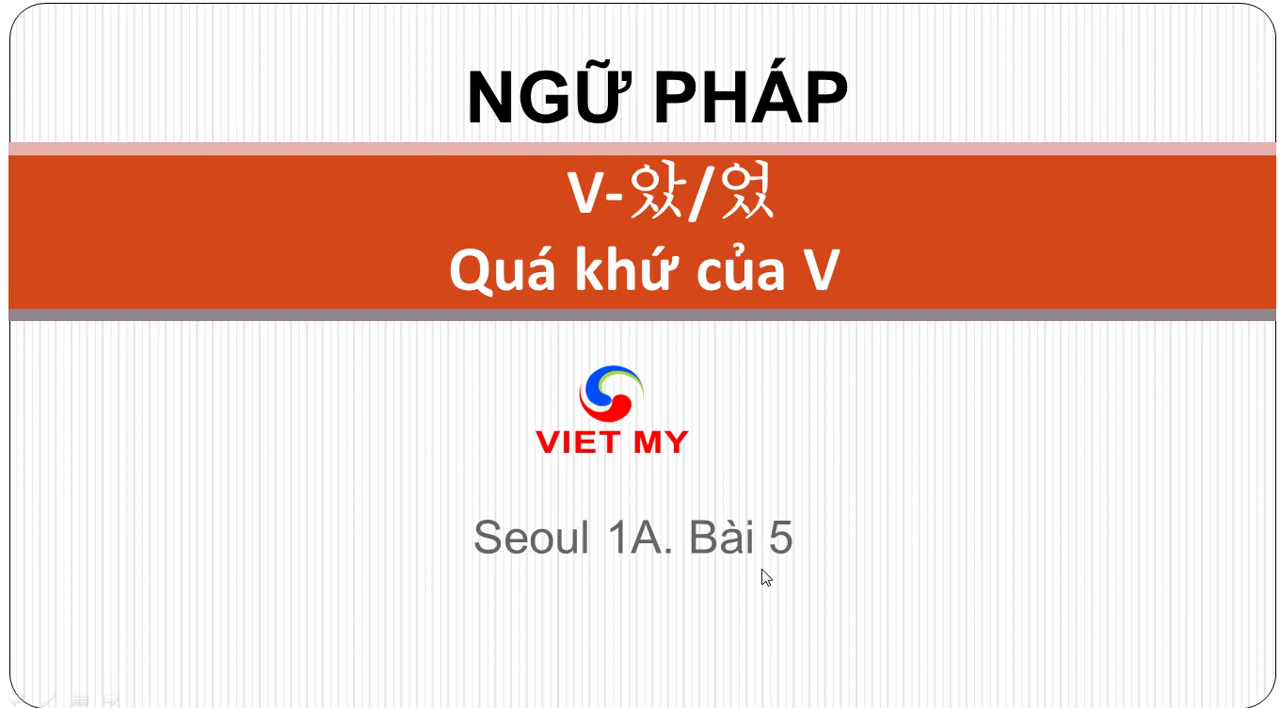 NGỮ PHÁP
V-았/었
Quá khứ của V
VIET MY
Seoul 1A. Bài 5